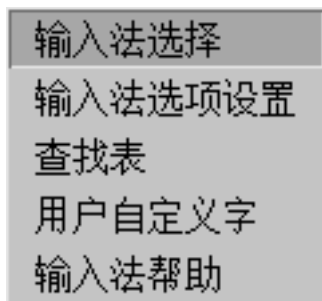 输入法选择
输入法选项设置
查找表
用户自定义字
输入法帮助